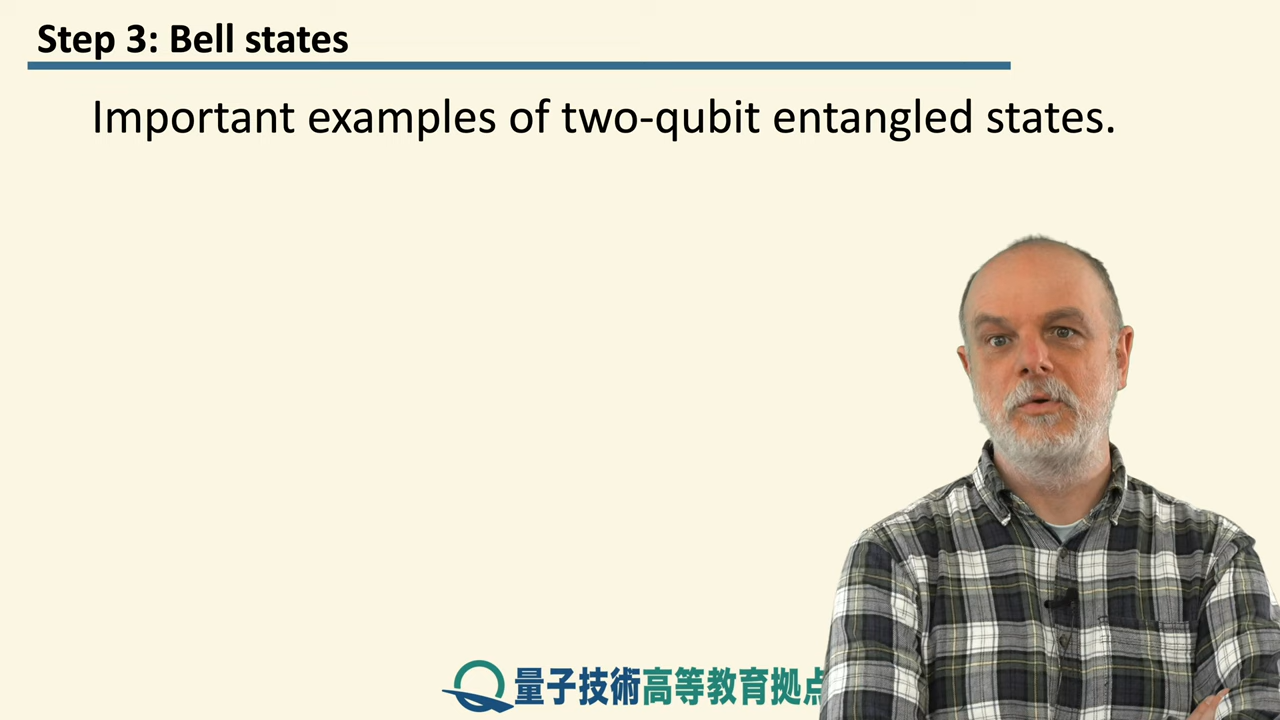 Step 3: Bell states
Important examples of two-qubit entangled states.
量子技術高等教育拠点